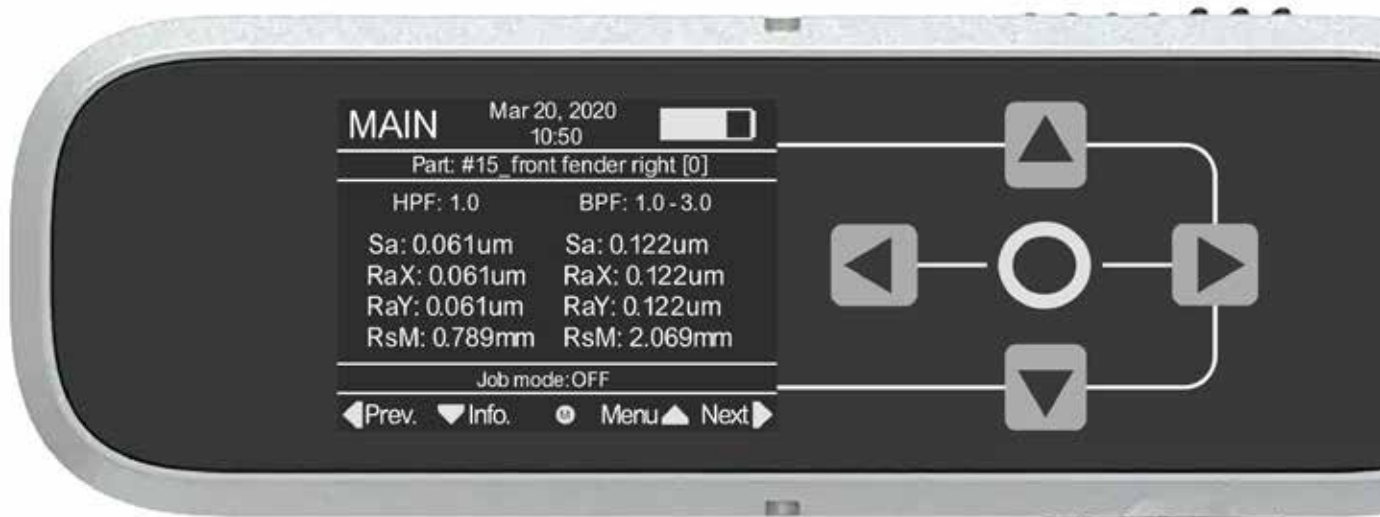 MAIN
Mar 20, 2020
10:50
Part: #15_front fender right [0]
HPF: 1.0 BPF: 1.0 - 3.0
Sa: 0.061um Sa: 0.122um
RaX: 0.061um RaX: 0.122um
RaY: 0.061um RaY: 0.122um
RsM: 0.789mm RsM: 2.069mm
Job mode:OFF
Prev. Info. M Menu Next